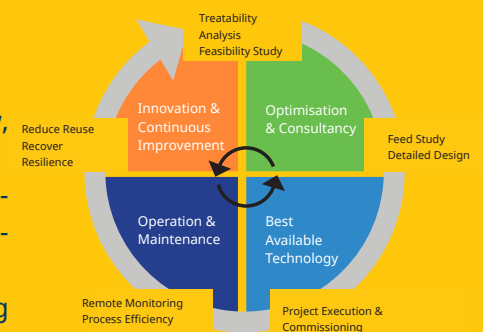 Treatability
Analysis
Feasibility Study
Innovation &
Continuous
Improvement
Optimisation
& Consultancy
Reduce Reuse
Recover
Resilience
Feed Study
Detailed Design
Operation &
Maintenance
Best
Available
Technology
Remote Monitoring
Process Efficiency
Project Execution &
Commissioning